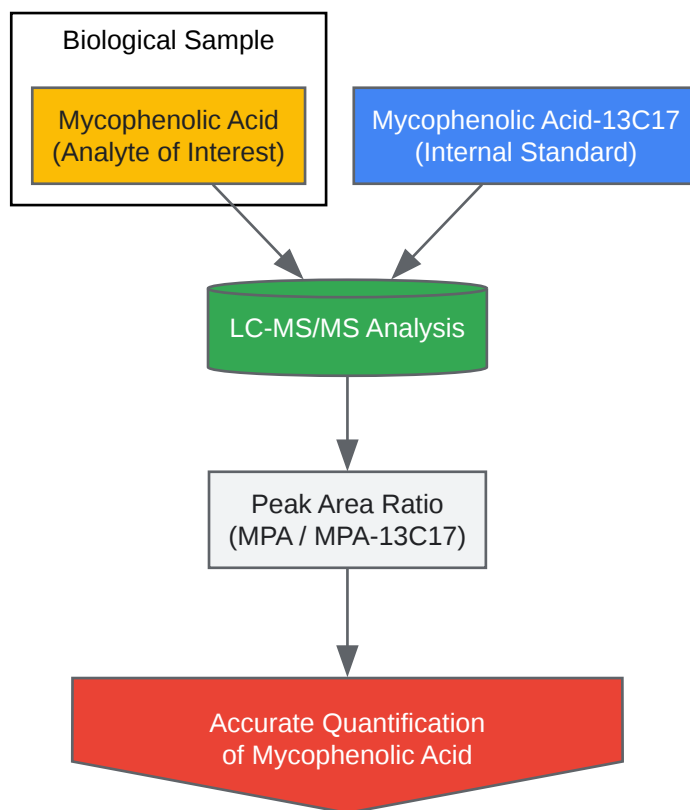 Biological Sample
Mycophenolic Acid
(Analyte of Interest)
Mycophenolic Acid-13C17
(Internal Standard)
LC-MS/MS Analysis
Peak Area Ratio
(MPA / MPA-13C17)
Accurate Quantification
of Mycophenolic Acid